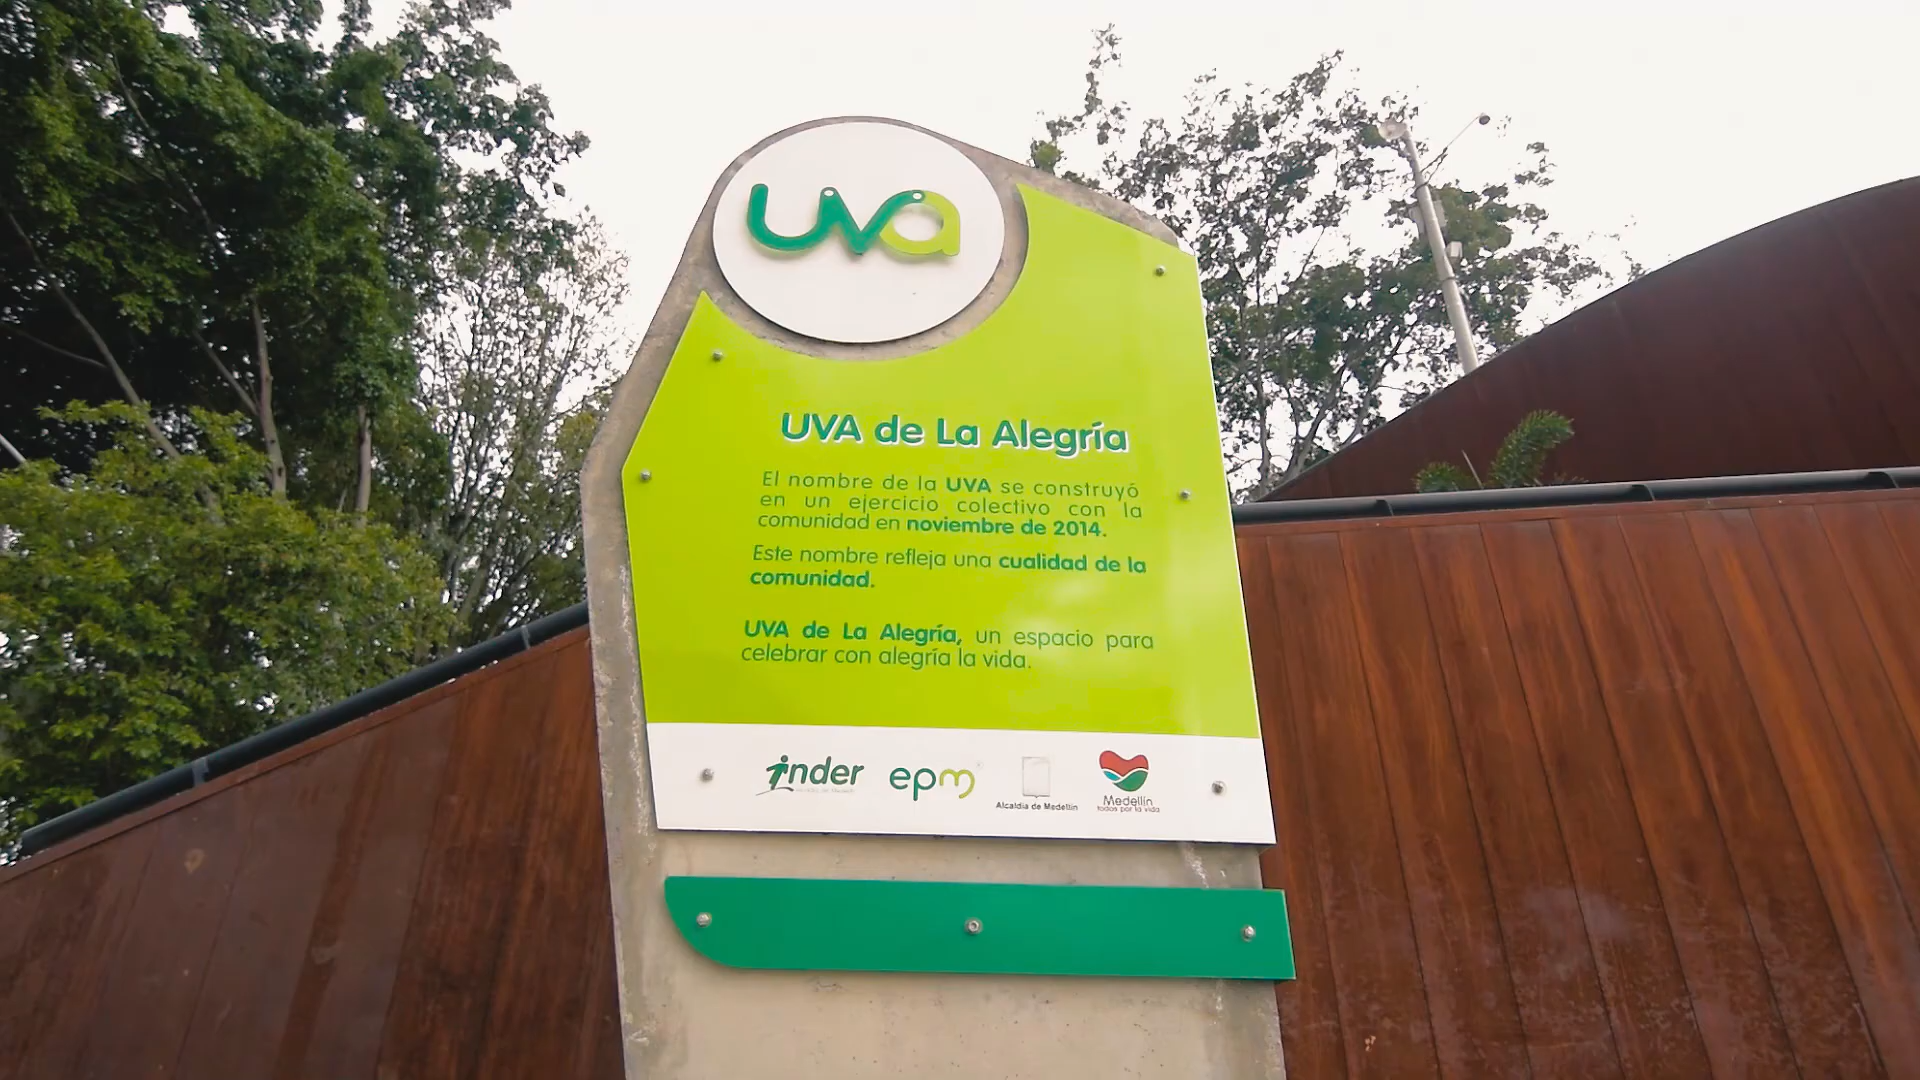 uva
UVA de La Alegría
El nombre de la UVA se construyó
en un ejercicio colectivo con la
comunidad en noviembre de 2014.
Este nombre refleja una cualidad de la
comunidad.
UVA de La Alegría, un espacio para
celebrar con alegría la vida.
inder
epm
Alcaldía de Medellín
Medellín
todos por la vida